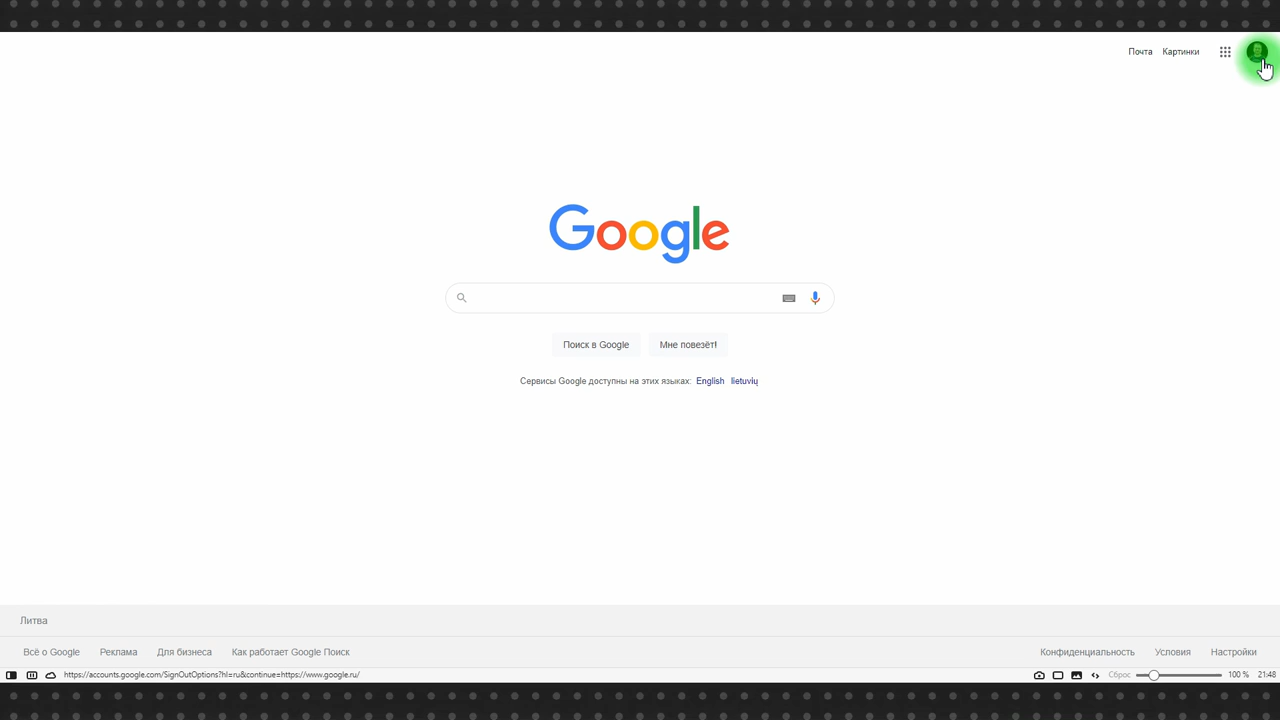 Почта Картинки
Google
Поиск в Google Мне повезёт!
Сервисы Google доступны на этих языках: English lietuvių
Литва
Всё о Google Реклама Для бизнеса Как работает Google Поиск Конфиденциальность Условия Настройки
https://accounts.google.com/SignOutOptions?hl=ru&continue=https://www.google.ru/ Сброс 100 % 21:48